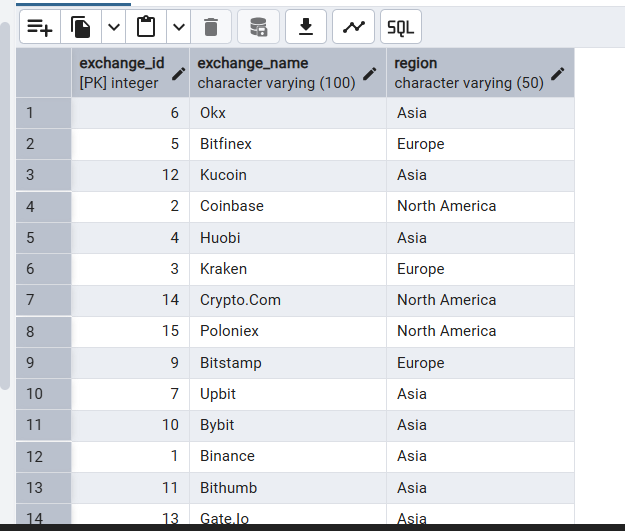 SQL
exchange_id exchange_name region
[PK] integer character varying (100) character varying (50)
1 6 Okx Asia
2 5 Bitfinex Europe
3 12 Kucoin Asia
4 2 Coinbase North America
5 4 Huobi Asia
6 3 Kraken Europe
7 14 Crypto.Com North America
8 15 Poloniex North America
9 9 Bitstamp Europe
10 7 Upbit Asia
11 10 Bybit Asia
12 1 Binance Asia
13 11 Bithumb Asia
14 13 Gate.Io Asia